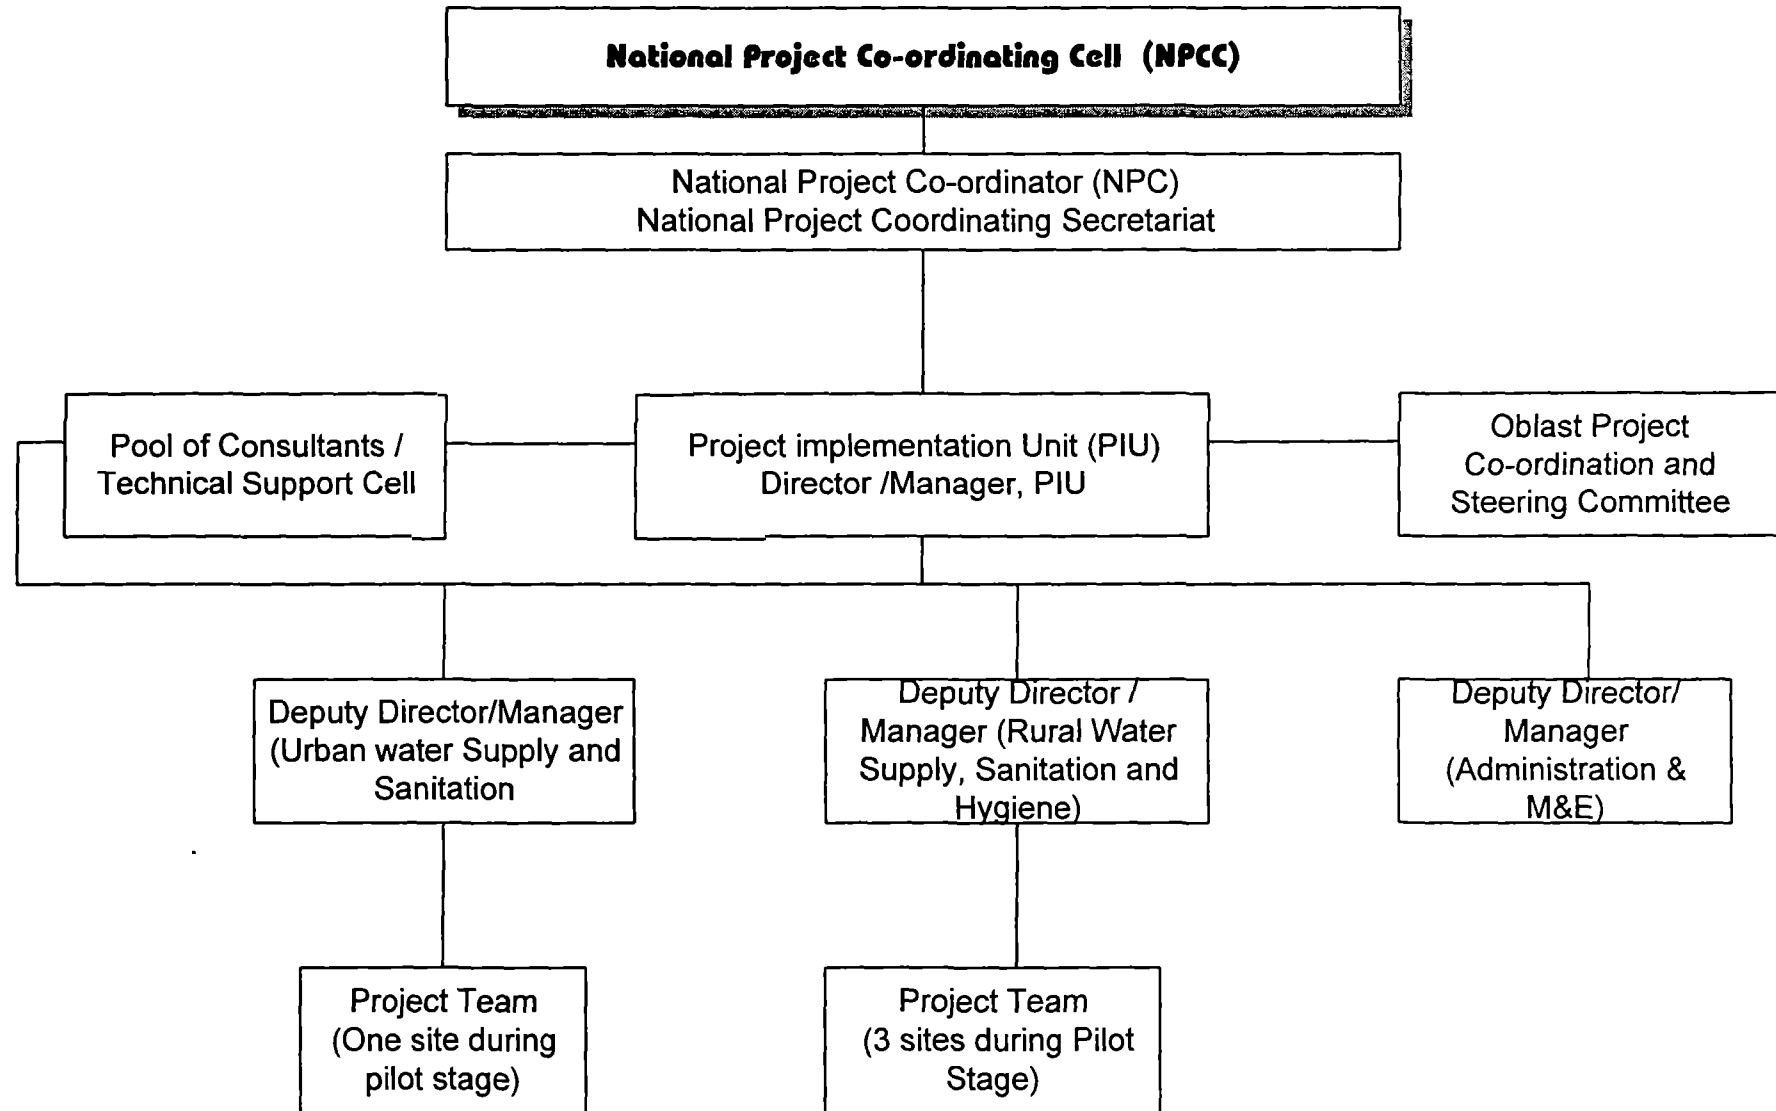 National Project Co-ordinating Cell (NPCC)
National Project Co-ordinator (NPC)
National Project Coordinating Secretariat
Pool of Consultants /
Technical Support Cell
Project implementation Unit (PIU)
Director /Manager, PIU
Oblast Project
Co-ordination and
Steering Committee
Deputy Director/Manager
(Urban water Supply and
Sanitation
Deputy Director /
Manager (Rural Water
Supply, Sanitation and
Hygiene)
Deputy Director/
Manager
(Administration &
M&E)
Project Team
(One site during
pilot stage)
Project Team
(3 sites during Pilot
Stage)